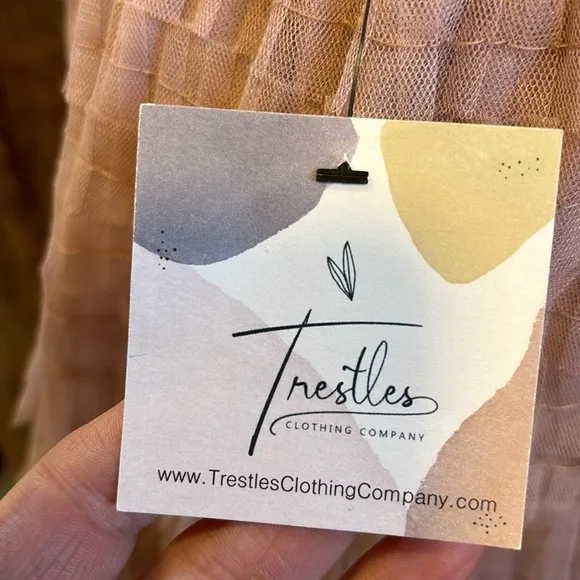 Trestles
CLOTHING COMPANY
www.TrestlesClothingCompany.com